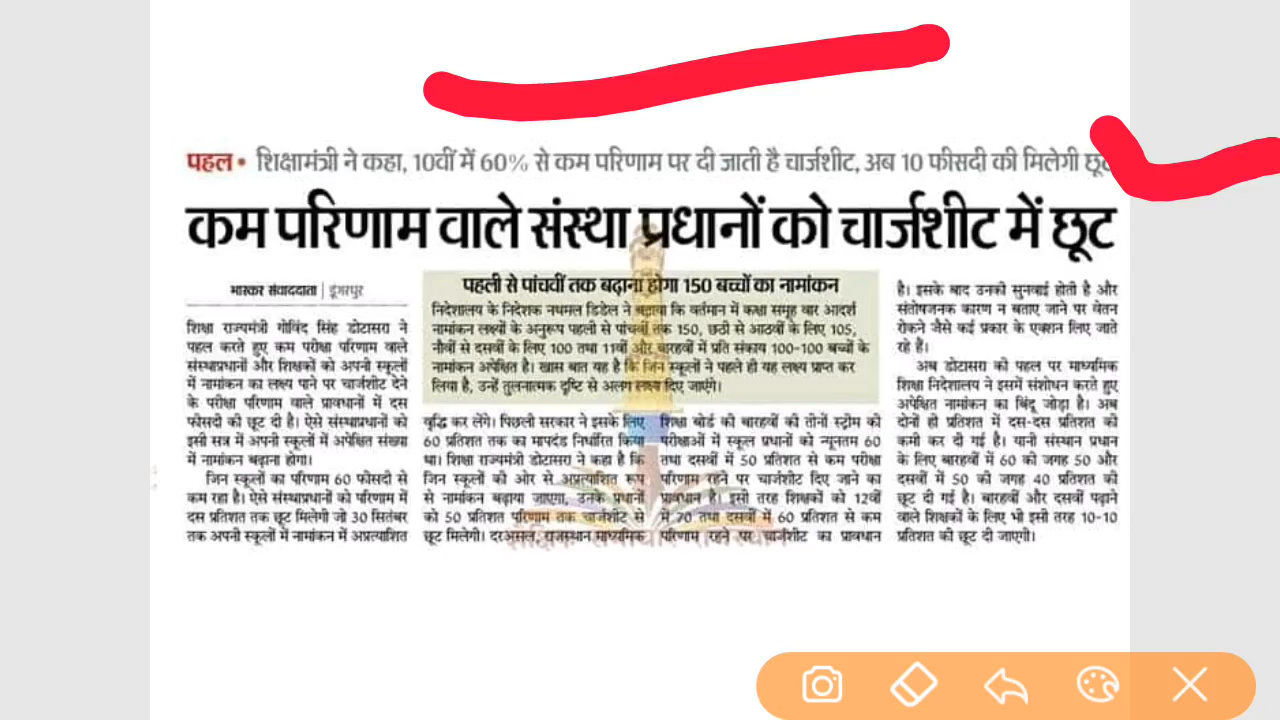 पहल • शिक्षामंत्री ने कहा, 10वीं में 60% से कम परिणाम पर दी जाती है चार्जशीट, अब 10 फीसदी की मिलेगी छूट
कम परिणाम वाले संस्था प्रधानों को चार्जशीट में छूट
भास्कर संवाददाता | डूंगरपुर
शिक्षा राज्यमंत्री गोविंद सिंह डोटासरा ने
पहल करते हुए कम परीक्षा परिणाम वाले
संस्थाप्रधानों और शिक्षकों को अपनी स्कूलों
में नामांकन का लक्ष्य पाने पर चार्जशीट देने
के परीक्षा परिणाम वाले प्रावधानों में दस
फीसदी की छूट दी है। ऐसे संस्थाप्रधानों को
इसी सत्र में अपनी स्कूलों में अपेक्षित संख्या
में नामांकन बढ़ाना होगा।
जिन स्कूलों का परिणाम 60 फीसदी से
कम रहा है। ऐसे संस्थाप्रधानों को परिणाम में
दस प्रतिशत तक छूट मिलेगी जो 30 सितंबर
तक अपनी स्कूलों में नामांकन में अप्रत्याशित
पहली से पांचवीं तक बढ़ाना होगा 150 बच्चों का नामांकन
निदेशालय के निदेशक नथमल डिडेल ने बताया कि वर्तमान में कक्षा समूह वार आदर्श
नामांकन लक्ष्यों के अनुरूप पहली से पांचवीं तक 150, छठी से आठवीं के लिए 105,
नौवीं से दसवीं के लिए 100 तथा 11वीं और बारहवीं में प्रति संकाय 100-100 बच्चों के
नामांकन अपेक्षित है। खास बात यह है कि जिन स्कूलों ने पहले ही यह लक्ष्य प्राप्त कर
लिया है, उन्हें तुलनात्मक दृष्टि से अलग लक्ष्य दिए जाएंगे।
वृद्धि कर लेंगे। पिछली सरकार ने इसके लिए
60 प्रतिशत तक का मापदंड निर्धारित किया
था। शिक्षा राज्यमंत्री डोटासरा ने कहा है कि
जिन स्कूलों की ओर से अप्रत्याशित रूप
से नामांकन बढ़ाया जाएगा, उनके प्रधानों
को 50 प्रतिशत परिणाम तक चार्जशीट से
छूट मिलेगी। दरअसल, राजस्थान माध्यमिक
शिक्षा बोर्ड की बारहवीं की तीनों स्ट्रीम की
परीक्षाओं में स्कूल प्रधानों को न्यूनतम 60
तथा दसवीं में 50 प्रतिशत से कम परीक्षा
परिणाम रहने पर चार्जशीट दिए जाने का
प्रावधान है। इसी तरह शिक्षकों को 12वीं
में 70 तथा दसवीं में 60 प्रतिशत से कम
परिणाम रहने पर चार्जशीट का प्रावधान
है। इसके बाद उनकी सुनवाई होती है और
संतोषजनक कारण न बताए जाने पर वेतन
रोकने जैसे कई प्रकार के एक्शन लिए जाते
रहे हैं।
अब डोटासरा की पहल पर माध्यमिक
शिक्षा निदेशालय ने इसमें संशोधन करते हुए
अपेक्षित नामांकन का बिंदू जोड़ा है। अब
दोनों ही प्रतिशत में दस-दस प्रतिशत की
कमी कर दी गई है। यानी संस्थान प्रधान
के लिए बारहवीं में 60 की जगह 50 और
दसवीं में 50 की जगह 40 प्रतिशत की
छूट दी गई है। बारहवीं और दसवीं पढ़ाने
वाले शिक्षकों के लिए भी इसी तरह 10-10
प्रतिशत की छूट दी जाएगी।
शैक्षिक समाचार राजस्थान